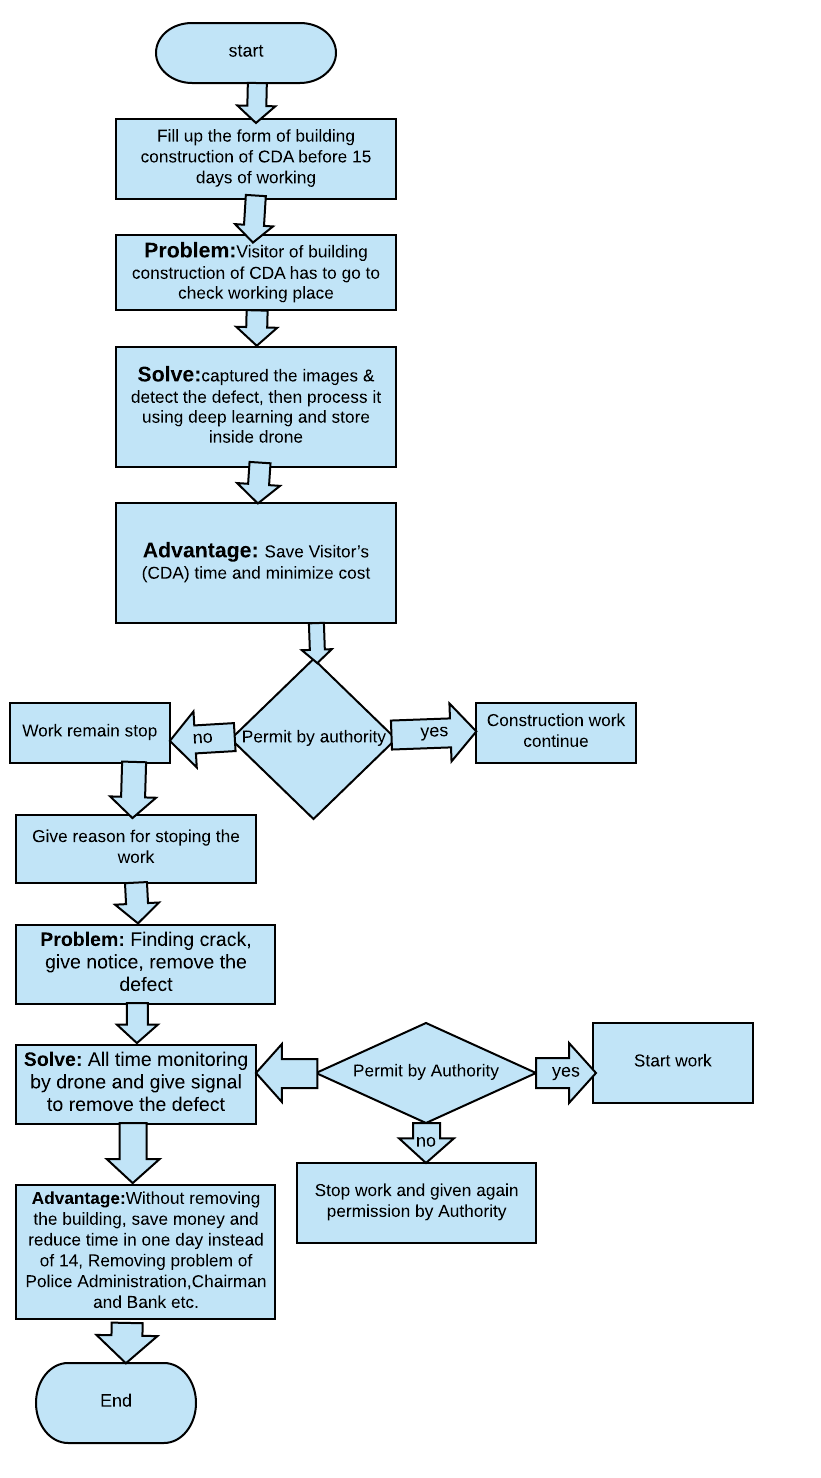 start
Fill up the form of building
construction of CDA before 15
days of working
Problem:Visitor of building
construction of CDA has to go to
check working place
Solve:captured the images &
detect the defect, then process it
using deep learning and store
inside drone
Advantage: Save Visitor's
(CDA) time and minimize cost
Work remain stop
no
Permit by authority
yes
Construction work
continue
Give reason for stoping the
work
Problem: Finding crack,
give notice, remove the
defect
Solve: All time monitoring
by drone and give signal
to remove the defect
Permit by Authority
yes
Start work
no
Stop work and given again
permission by Authority
Advantage:Without removing
the building, save money and
reduce time in one day instead
of 14, Removing problem of
Police Administration,Chairman
and Bank etc.
End